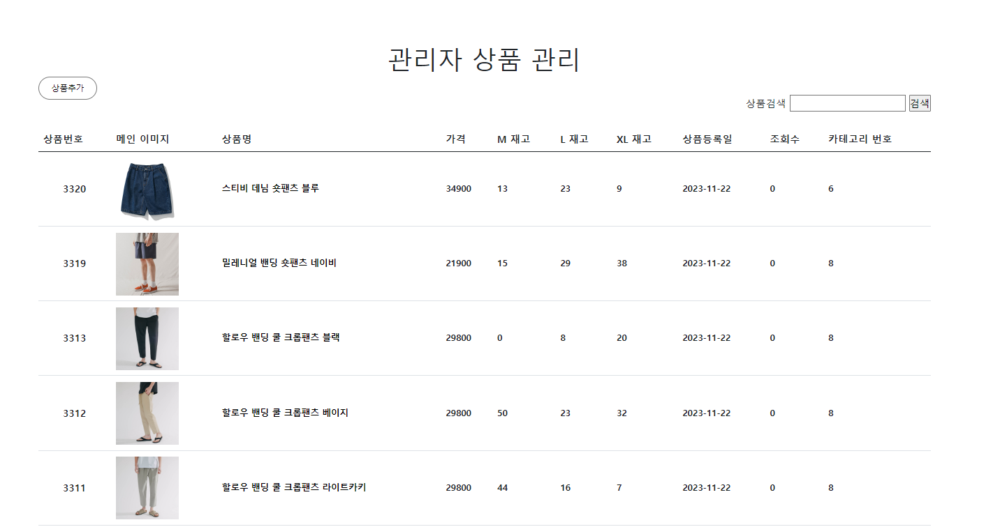 관리자 상품 관리
상품추가
상품검색 검색
상품번호 메인 이미지 상품명 가격 M 재고 L 재고 XL 재고 상픔등록일 조회수 카테고리 번호
3320 스티비 데님 숏팬츠 블루 34900 13 23 9 2023-11-22 0 6
3319 밀레니얼 밴딩 숏팬츠 네이비 21900 15 29 38 2023-11-22 0 8
3313 할로우 밴딩 쿨 크롭팬츠 블랙 29800 0 8 20 2023-11-22 0 8
3312 할로우 밴딩 쿨 크롭팬츠 베이지 29800 50 23 32 2023-11-22 0 8
3311 할로우 밴딩 쿨 크롭팬츠 라이트카키 29800 44 16 7 2023-11-22 0 8